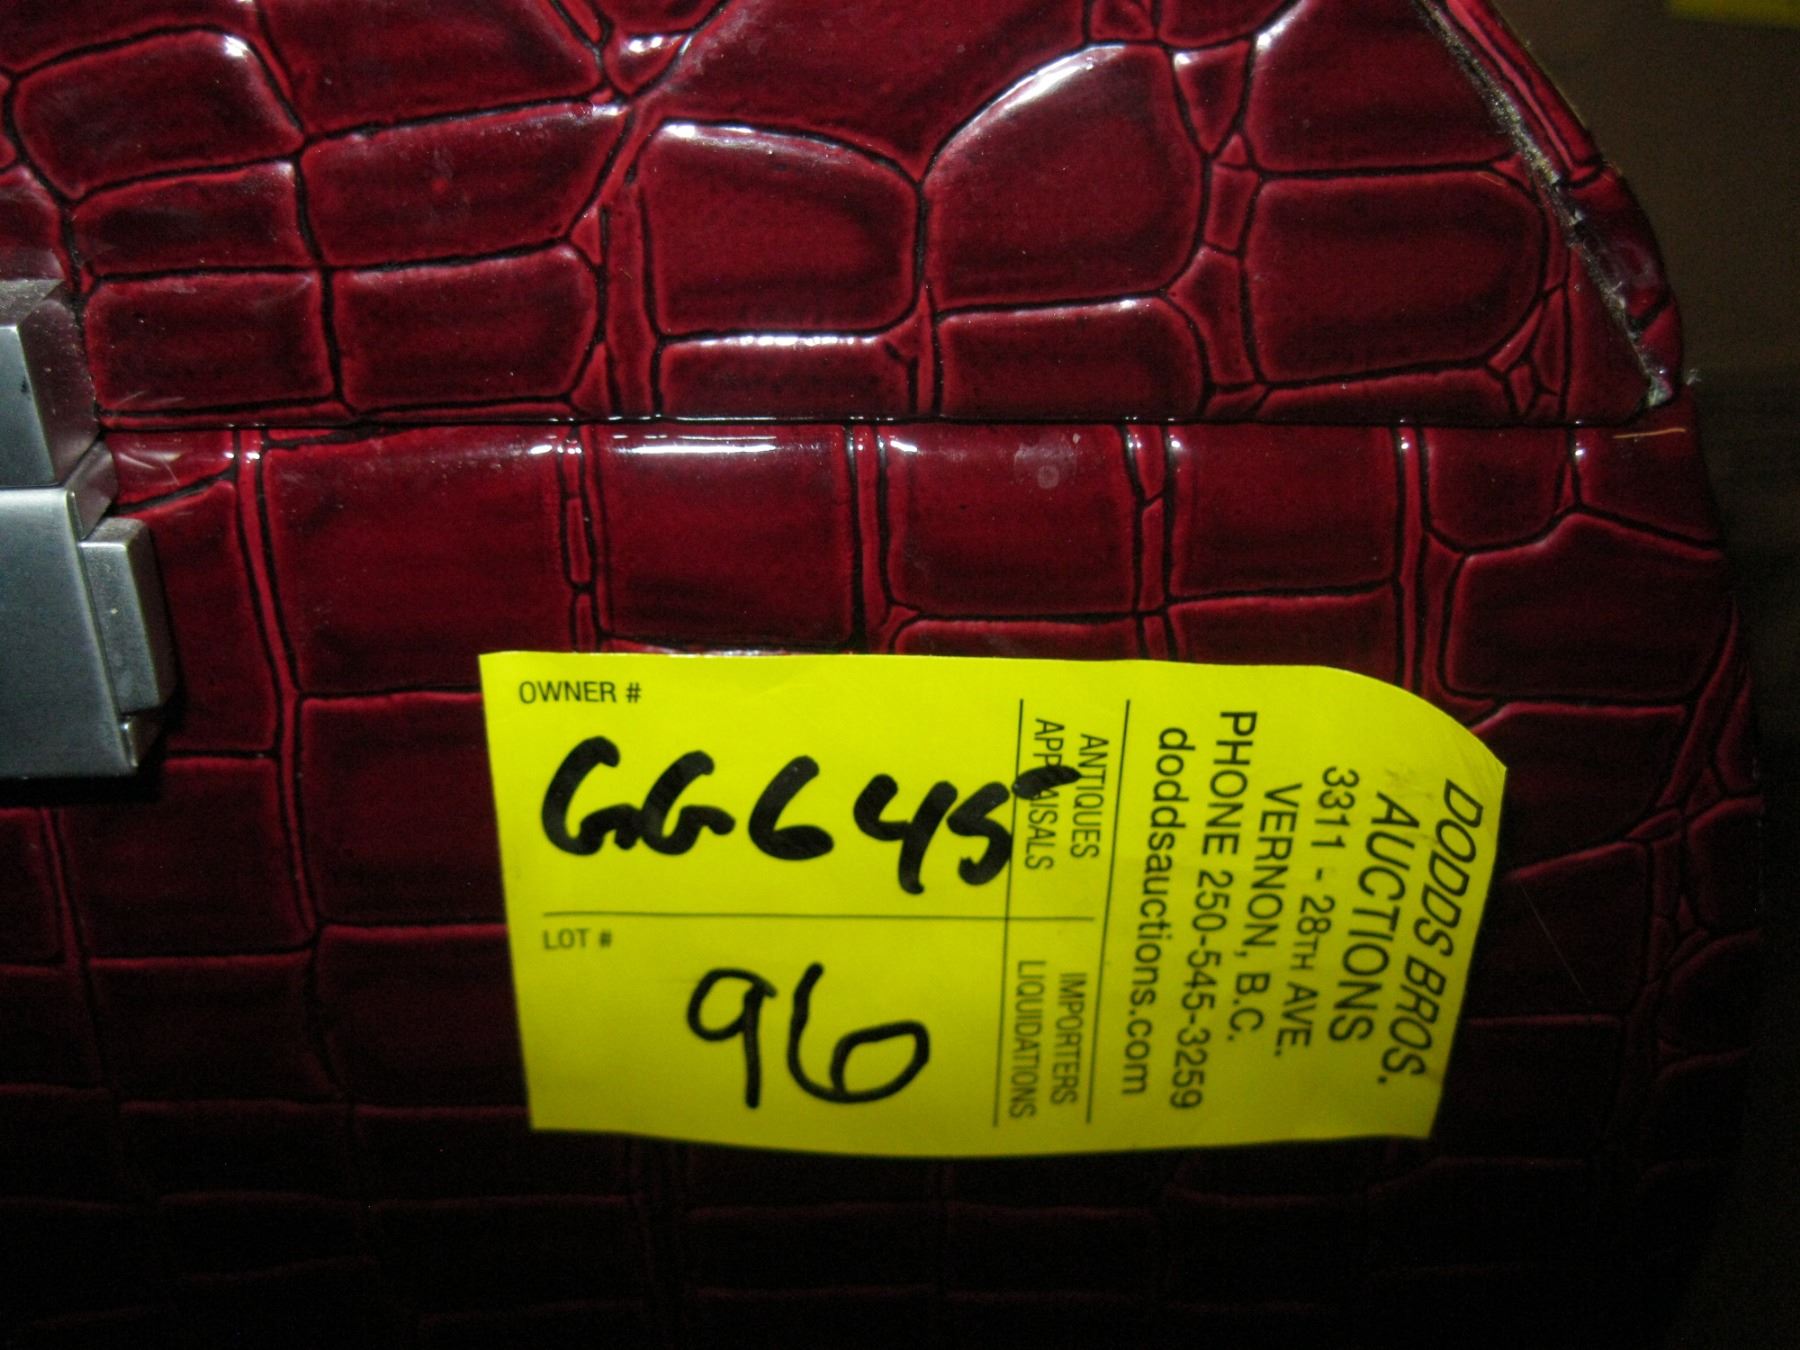 OWNER #
GG645
LOT #
96
ANTIQUES
APPRAISALS
IMPORTERS
LIQUIDATIONS
DODDS BROS.
AUCTIONS
3311 - 28TH AVE.
VERNON, B.C.
PHONE 250-545-3259
doddsauctions.com